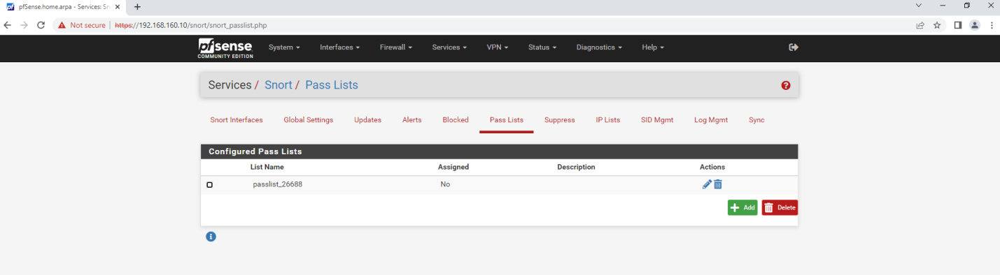 pfSense.home.arpa - Services: Sn
Not secure | https://192.168.160.10/snort/snort_passlist.php
pfsense
COMMUNITY EDITION
System Interfaces Firewall Services VPN Status Diagnostics Help
Services / Snort / Pass Lists
Snort Interfaces Global Settings Updates Alerts Blocked Pass Lists Suppress IP Lists SID Mgmt Log Mgmt Sync
Configured Pass Lists
List Name Assigned Description Actions
passlist_26688 No
Add Delete